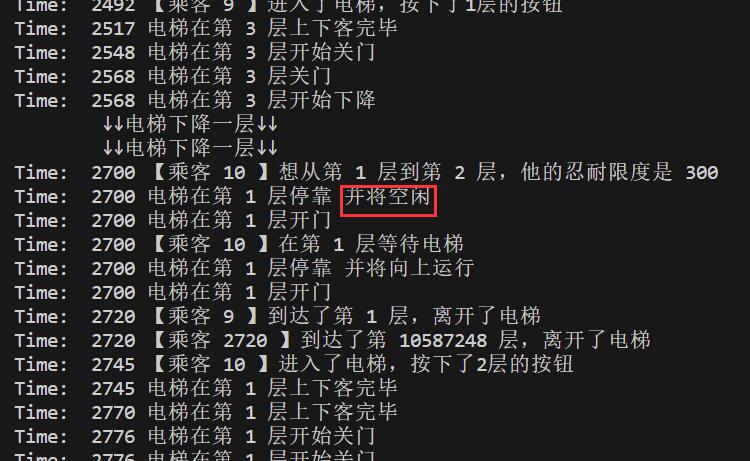 Time:  2492 【乘客 9 】进入了电梯，按下了1层的按钮
Time:  2517 电梯在第 3 层上下客完毕
Time:  2548 电梯在第 3 层开始关门
Time:  2568 电梯在第 3 层关门
Time:  2568 电梯在第 3 层开始下降
↓↓电梯下降一层↓↓
↓↓电梯下降一层↓↓
Time:  2700 【乘客 10 】想从第 1 层到第 2 层，他的忍耐限度是 300
Time:  2700 电梯在第 1 层停靠 并将空闲
Time:  2700 电梯在第 1 层开门
Time:  2700 【乘客 10 】在第 1 层等待电梯
Time:  2700 电梯在第 1 层停靠 并将向上运行
Time:  2700 电梯在第 1 层开门
Time:  2720 【乘客 9 】到达了第 1 层，离开了电梯
Time:  2720 【乘客 2720 】到达了第 10587248 层，离开了电梯
Time:  2745 【乘客 10 】进入了电梯，按下了2层的按钮
Time:  2745 电梯在第 1 层上下客完毕
Time:  2770 电梯在第 1 层上下客完毕
Time:  2776 电梯在第 1 层开始关门
Time:  2776 电梯在第 1 层开始关门